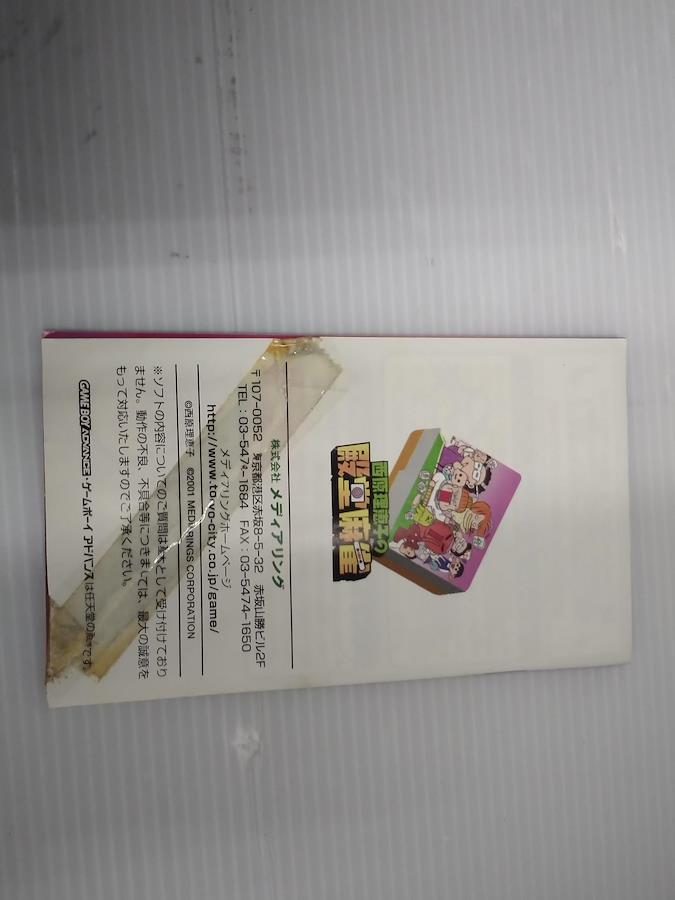 西原理恵子の
殿堂麻雀
株式会社 メディアリング
〒107-0052 東京都港区赤坂8-5-32 赤坂山勝ビル2F
TEL:03-5474-1684 FAX:03-5474-1650
メディアリングホームページ
http://www.tokyo-city.co.jp/game/
©西原理恵子 ©2001 MEDIARINGS CORPORATION
※ソフトの内容についてのご質問は基本として受け付けており
ません。動作の不良、不具合等につきましては、最大の誠意を
もって対応いたしますのでご了承ください。
GAME BOY ADVANCE・ゲームボーイ アドバンスは任天堂の商標です。